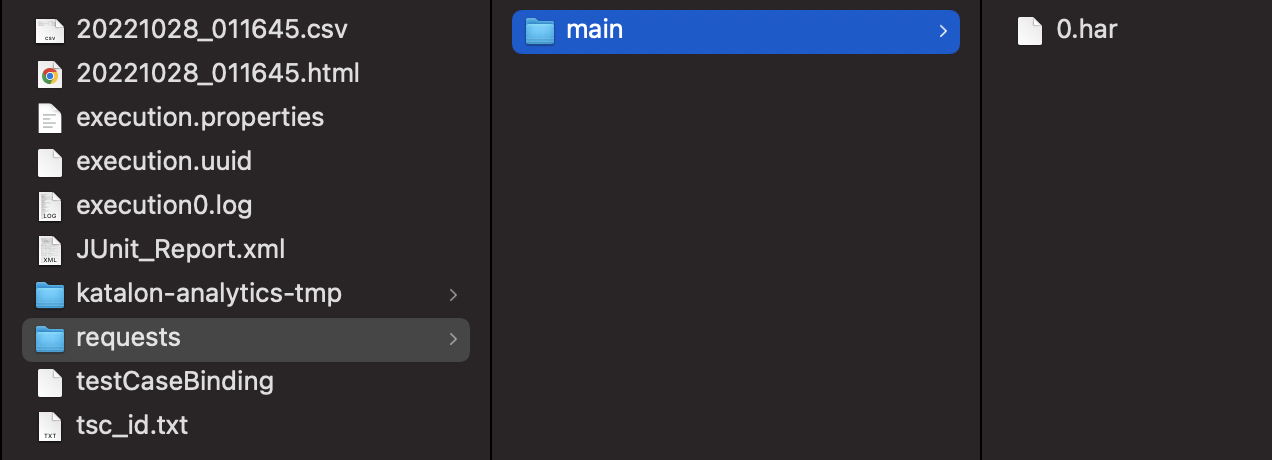 20221028_011645.csv
20221028_011645.html
execution.properties
execution.uuid
execution0.log
JUnit_Report.xml
katalon-analytics-tmp
requests
testCaseBinding
tsc_id.txt
main
0.har
CSV
LOG
XML
TXT